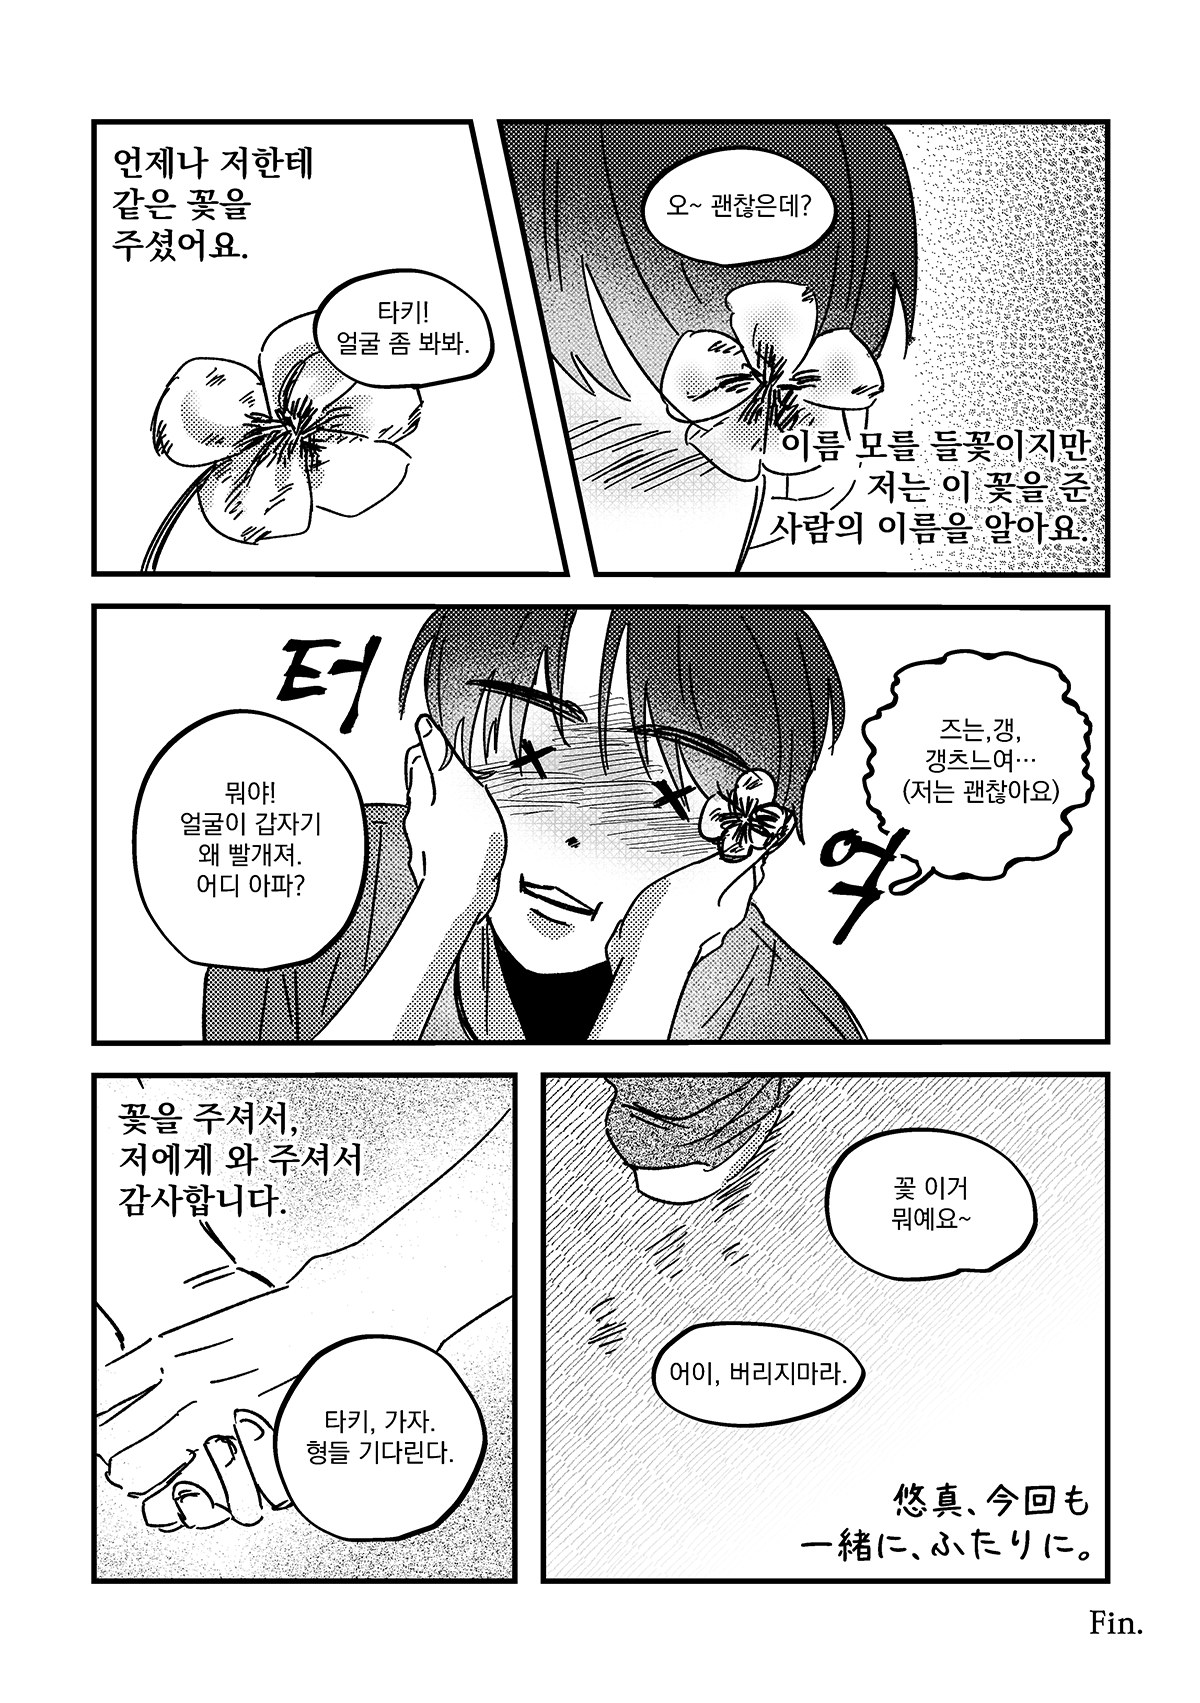 언제나 저한테
같은 꽃을
주셨어요.
타키!
얼굴 좀 봐봐.
오~ 괜찮은데?
이름 모를 들꽃이지만
저는 이 꽃을 준
사람의 이름을 알아요.
터
뭐야!
얼굴이 갑자기
왜 빨개져.
어디 아파?
즈는,갱,
갱츠느여…
(저는 괜찮아요)
억
꽃을 주셔서,
저에게 와 주셔서
감사합니다.
타키, 가자.
형들 기다린다.
꽃 이거
뭐예요~
어이, 버리지마라.
悠真、今回も
一緒に、ふたりに。
Fin.